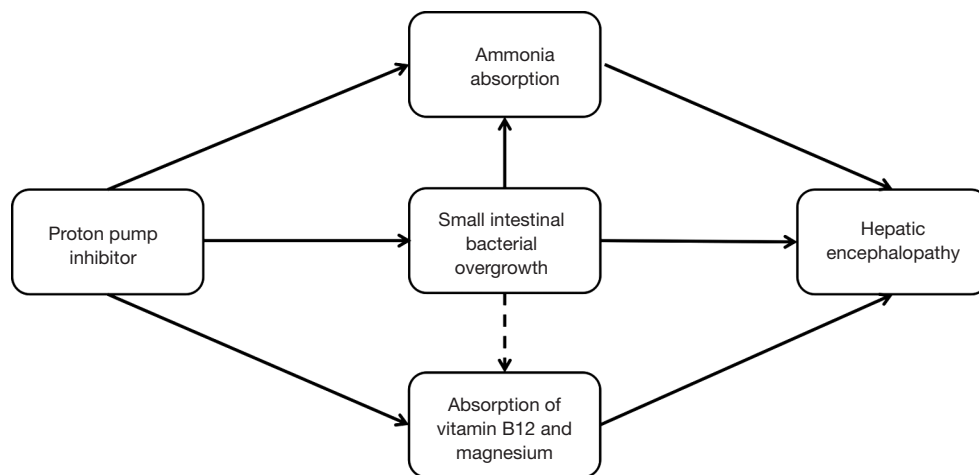 Ammonia
absorption
Proton pump
inhibitor
Small intestinal
bacterial
overgrowth
Hepatic
encephalopathy
Absorption of
vitamin B12 and
magnesium